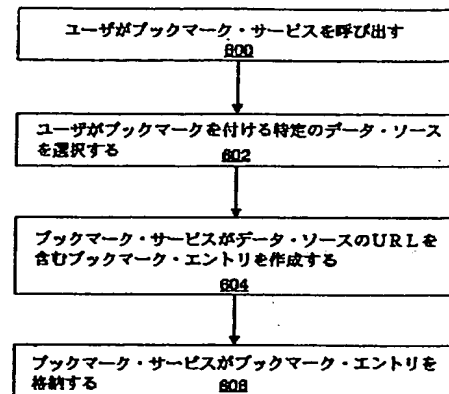 ユーザがブックマーク・サービスを呼び出す
600
ユーザがブックマークを付ける特定のデータ・ソース
を選択する
602
ブックマーク・サービスがデータ・ソースのURLを
含むブックマーク・エントリを作成する
604
ブックマーク・サービスがブックマーク・エントリを
格納する
606